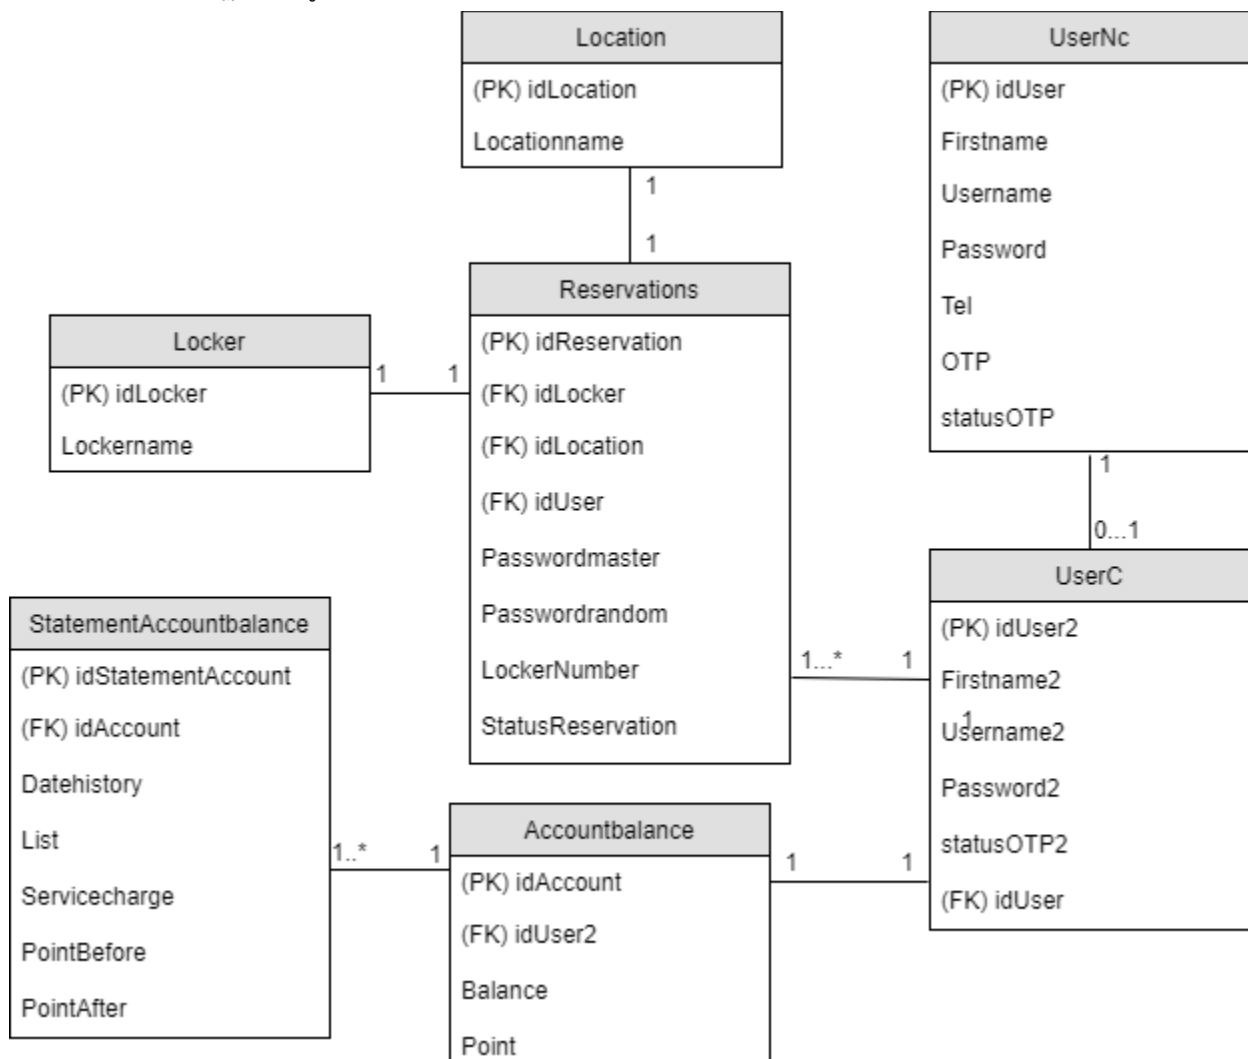 Location
(PK) idLocation
Locationname
1
1
UserNc
(PK) idUser
Firstname
Username
Password
Tel
OTP
statusOTP
1
0...1
Locker
(PK) idLocker
Lockername
1
1
Reservations
(PK) idReservation
(FK) idLocker
(FK) idLocation
(FK) idUser
Passwordmaster
Passwordrandom
LockerNumber
StatusReservation
1...*
1
UserC
(PK) idUser2
Firstname2
1
Username2
Password2
statusOTP2
(FK) idUser
StatementAccountbalance
(PK) idStatementAccount
(FK) idAccount
Datehistory
List
Servicecharge
PointBefore
PointAfter
1..*
1
Accountbalance
(PK) idAccount
(FK) idUser2
Balance
Point
1
1